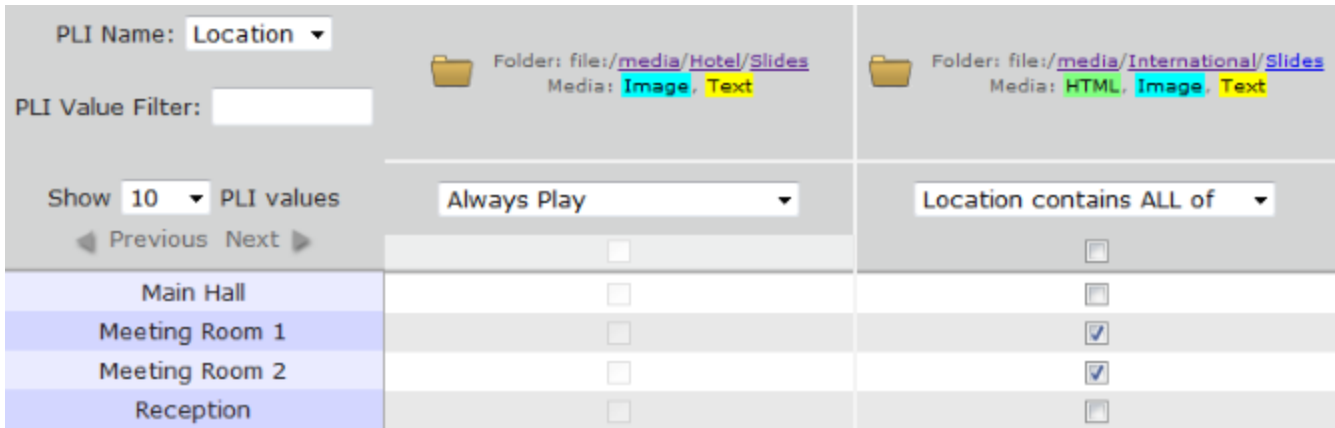 PLI Name: Location
PLI Value Filter:
Show 10 PLI values
Previous Next
Folder: file:/media/Hotel/Slides
Media: Image, Text
Folder: file:/media/International/Slides
Media: HTML, Image, Text
Always Play
Location contains ALL of
Main Hall
Meeting Room 1
Meeting Room 2
Reception